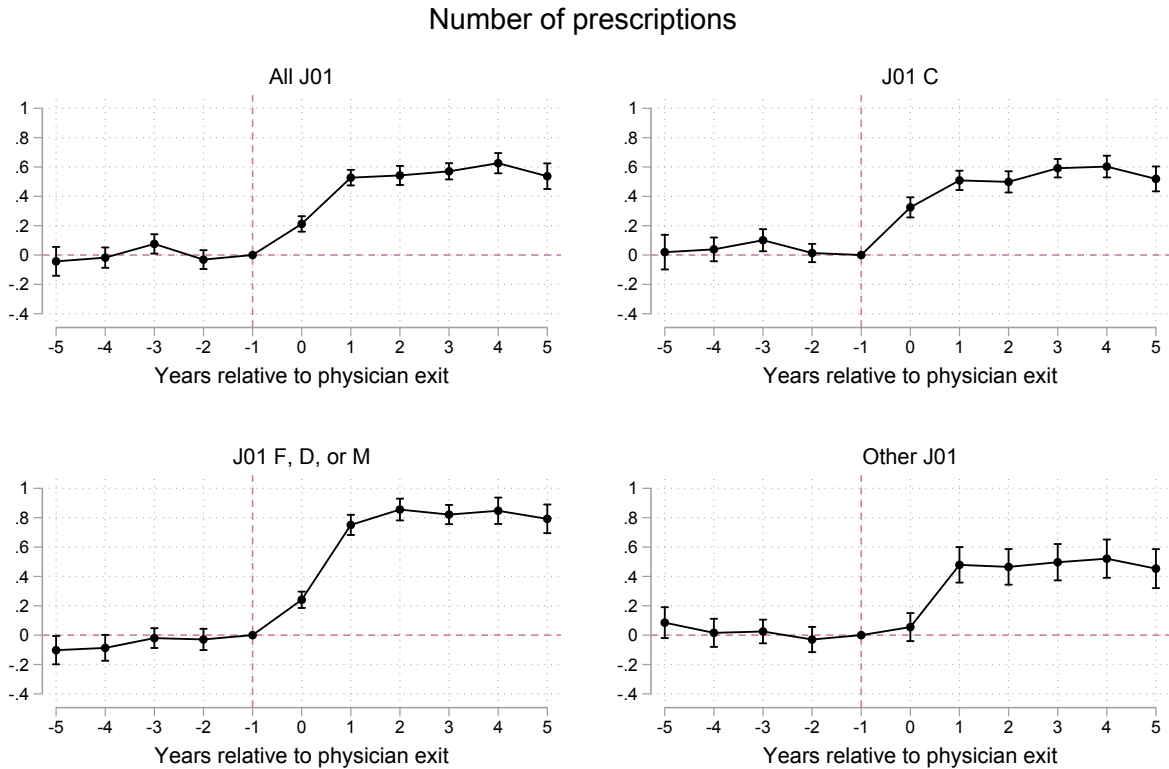 Number of prescriptions
All J01
1
.8
.6
.4
.2
0
-.2
-.4
-5 -4 -3 -2 -1 0 1 2 3 4 5
Years relative to physician exit
J01 C
1
.8
.6
.4
.2
0
-.2
-.4
-5 -4 -3 -2 -1 0 1 2 3 4 5
Years relative to physician exit
J01 F, D, or M
1
.8
.6
.4
.2
0
-.2
-.4
-5 -4 -3 -2 -1 0 1 2 3 4 5
Years relative to physician exit
Other J01
1
.8
.6
.4
.2
0
-.2
-.4
-5 -4 -3 -2 -1 0 1 2 3 4 5
Years relative to physician exit